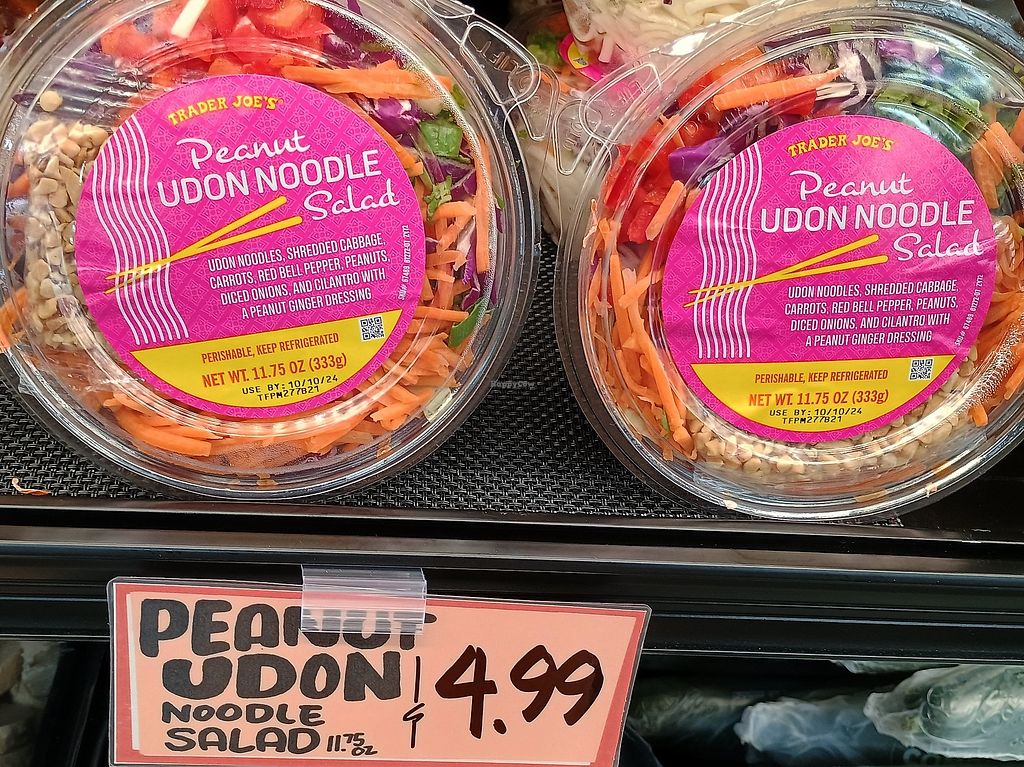 TRADER JOE'S
Peanut
UDON NOODLE
Salad
UDON NOODLES, SHREDDED CABBAGE,
CARROTS, RED BELL PEPPER, PEANUTS,
DICED ONIONS, AND CILANTRO WITH
A PEANUT GINGER DRESSING
PERISHABLE, KEEP REFRIGERATED
NET WT. 11.75 OZ (333g)
USE BY: 10/10/24
TFPM277B21
TRADER JOE'S
Peanut
UDON NOODLE
Salad
UDON NOODLES, SHREDDED CABBAGE,
CARROTS, RED BELL PEPPER, PEANUTS,
DICED ONIONS, AND CILANTRO WITH
A PEANUT GINGER DRESSING
PERISHABLE, KEEP REFRIGERATED
NET WT. 11.75 OZ (333g)
USE BY: 10/10/24
TFPM277B21
HappyCow
PEANUT
UDON
NOODLE
SALAD 11.75 OZ
$4.99